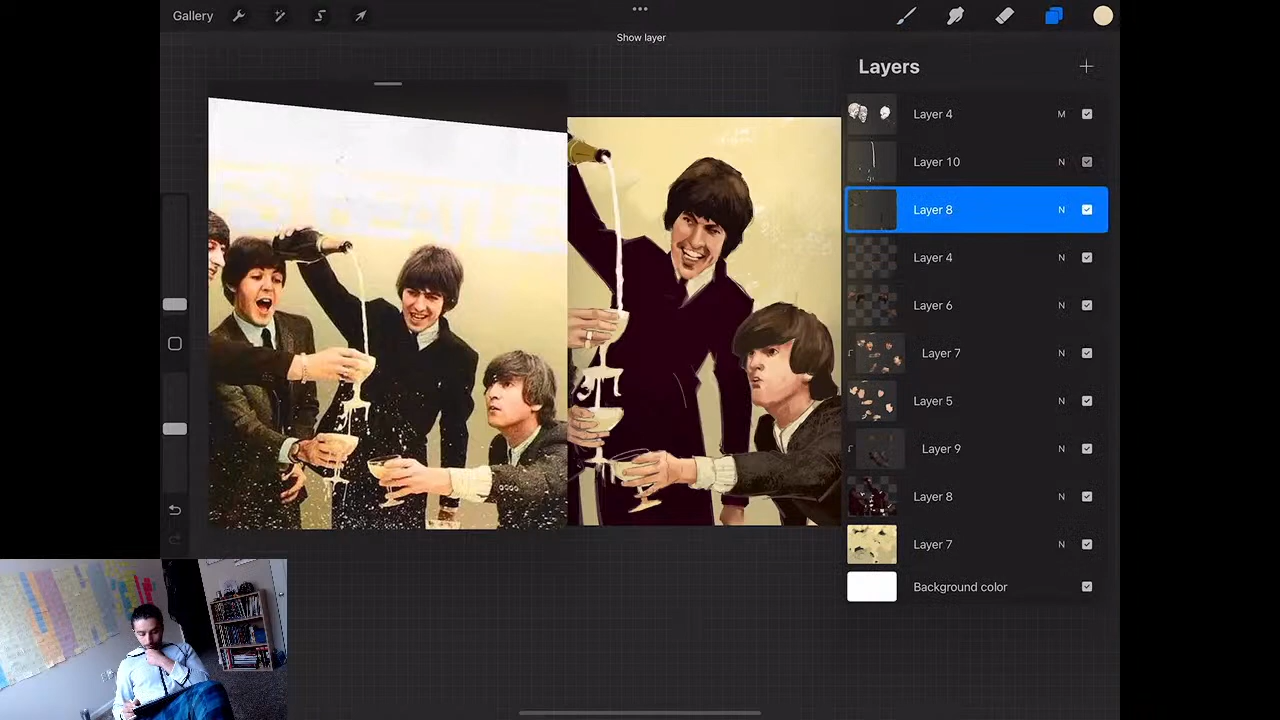 Gallery
Show layer
Layers
Layer 4 M
Layer 10 N
Layer 8 N
Layer 4 N
Layer 6 N
Layer 7 N
Layer 5 N
Layer 9 N
Layer 8 N
Layer 7 N
Background color